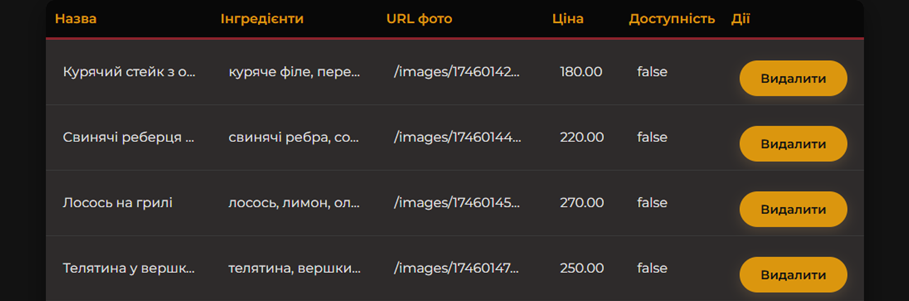 Назва Інгредієнти URL фото Ціна Доступність Дії
Курячий стейк з о... куряче філе, пере... /images/17460142... 180.00 false Видалити
Свинячі реберця ... свинячі ребра, со... /images/17460144... 220.00 false Видалити
Лосось на грилі лосось, лимон, ол... /images/17460145... 270.00 false Видалити
Телятина у вершк... телятина, вершки... /images/17460147... 250.00 false Видалити